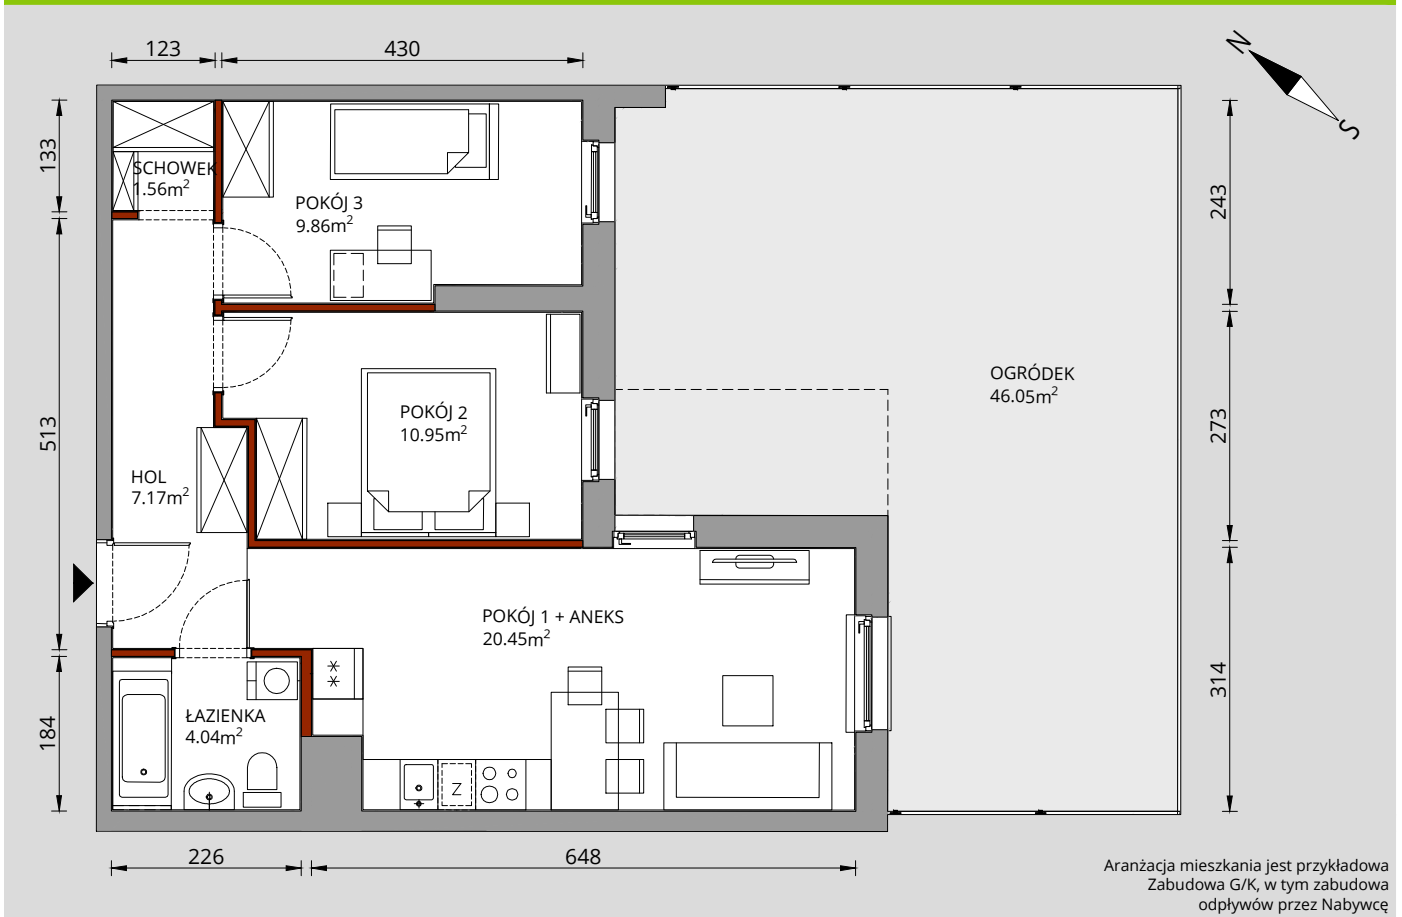 123
430
N
S
133
SCHOWEK
1.56m²
POKÓJ 3
9.86m²
243
OGRÓDEK
46.05m²
POKÓJ 2
10.95m²
273
513
HOL
7.17m²
POKÓJ 1 + ANEKS
20.45m²
**
314
ŁAZIENKA
4.04m²
184
Z
226
648
Aranżacja mieszkania jest przykładowa
Zabudowa G/K, w tym zabudowa
odpływów przez Nabywcę